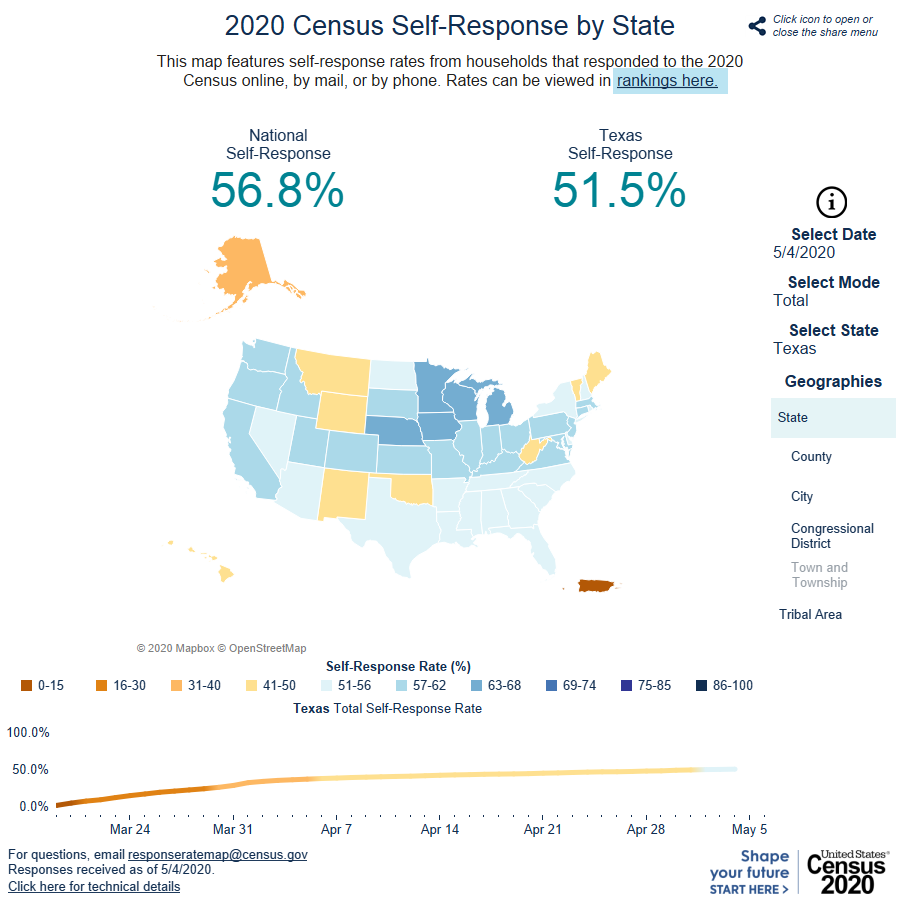 2020 Census Self-Response by State
Click icon to open or
close the share menu
This map features self-response rates from households that responded to the 2020
Census online, by mail, or by phone. Rates can be viewed in rankings here.
National
Self-Response
56.8%
Texas
Self-Response
51.5%
Select Date
5/4/2020
Select Mode
Total
Select State
Texas
Geographies
State
County
City
Congressional
District
Town and
Township
Tribal Area
© 2020 Mapbox © OpenStreetMap
Self-Response Rate (%)
0-15 16-30 31-40 41-50 51-56 57-62 63-68 69-74 75-85 86-100
Texas Total Self-Response Rate
100.0%
50.0%
0.0%
Mar 24 Mar 31 Apr 7 Apr 14 Apr 21 Apr 28 May 5
For questions, email responseratemap@census.gov
Responses received as of 5/4/2020.
Click here for technical details
Shape
your future
START HERE >
United States®
Census
2020